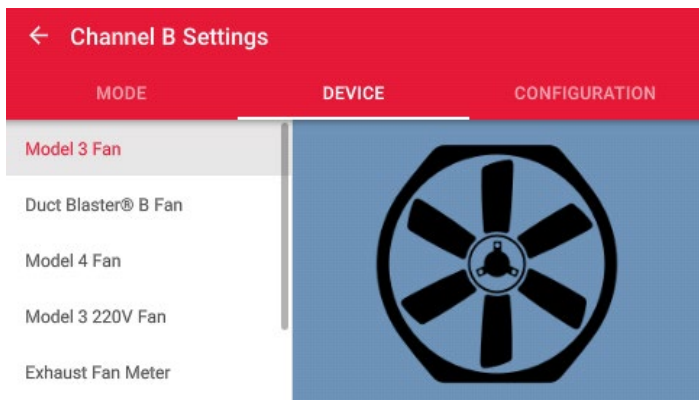 Channel B Settings
MODE DEVICE CONFIGURATION
Model 3 Fan
Duct Blaster® B Fan
Model 4 Fan
Model 3 220V Fan
Exhaust Fan Meter